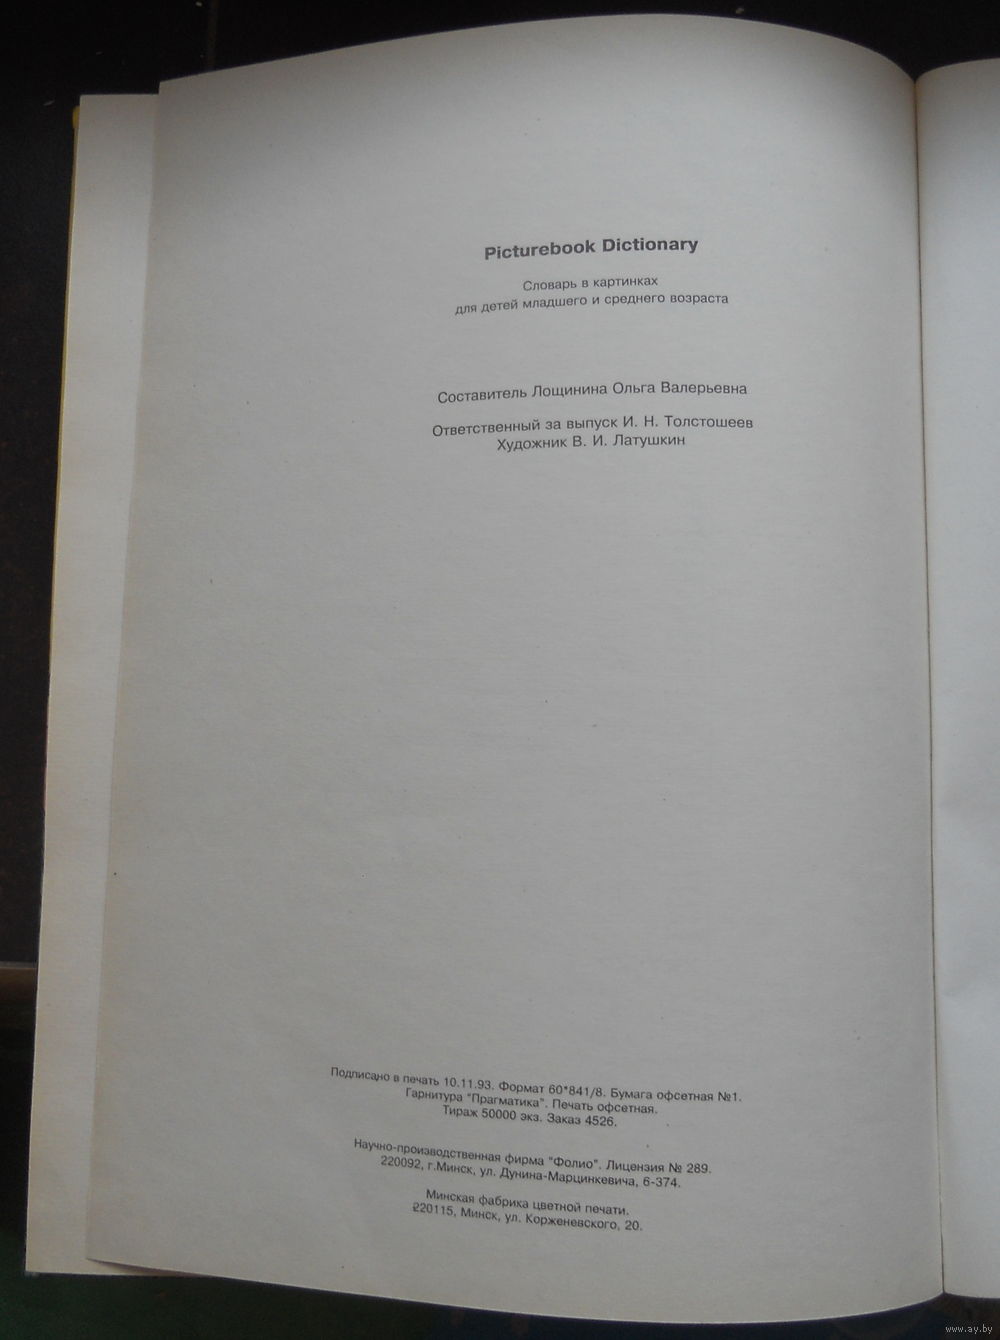 Picturebook Dictionary
Словарь в картинках
для детей младшего и среднего возраста
Составитель Лощинина Ольга Валерьевна
Ответственный за выпуск И. Н. Толстошеев
Художник В. И. Латушкин
Подписано в печать 10.11.93. Формат 60*841/8. Бумага офсетная №1.
Гарнитура "Прагматика". Печать офсетная.
Тираж 50000 экз. Заказ 4526.
Научно-производственная фирма "Фолио". Лицензия № 289.
220092, г.Минск, ул. Дунина-Марцинкевича, 6-374.
Минская фабрика цветной печати.
220115, Минск, ул. Корженевского, 20.
www.ay.by